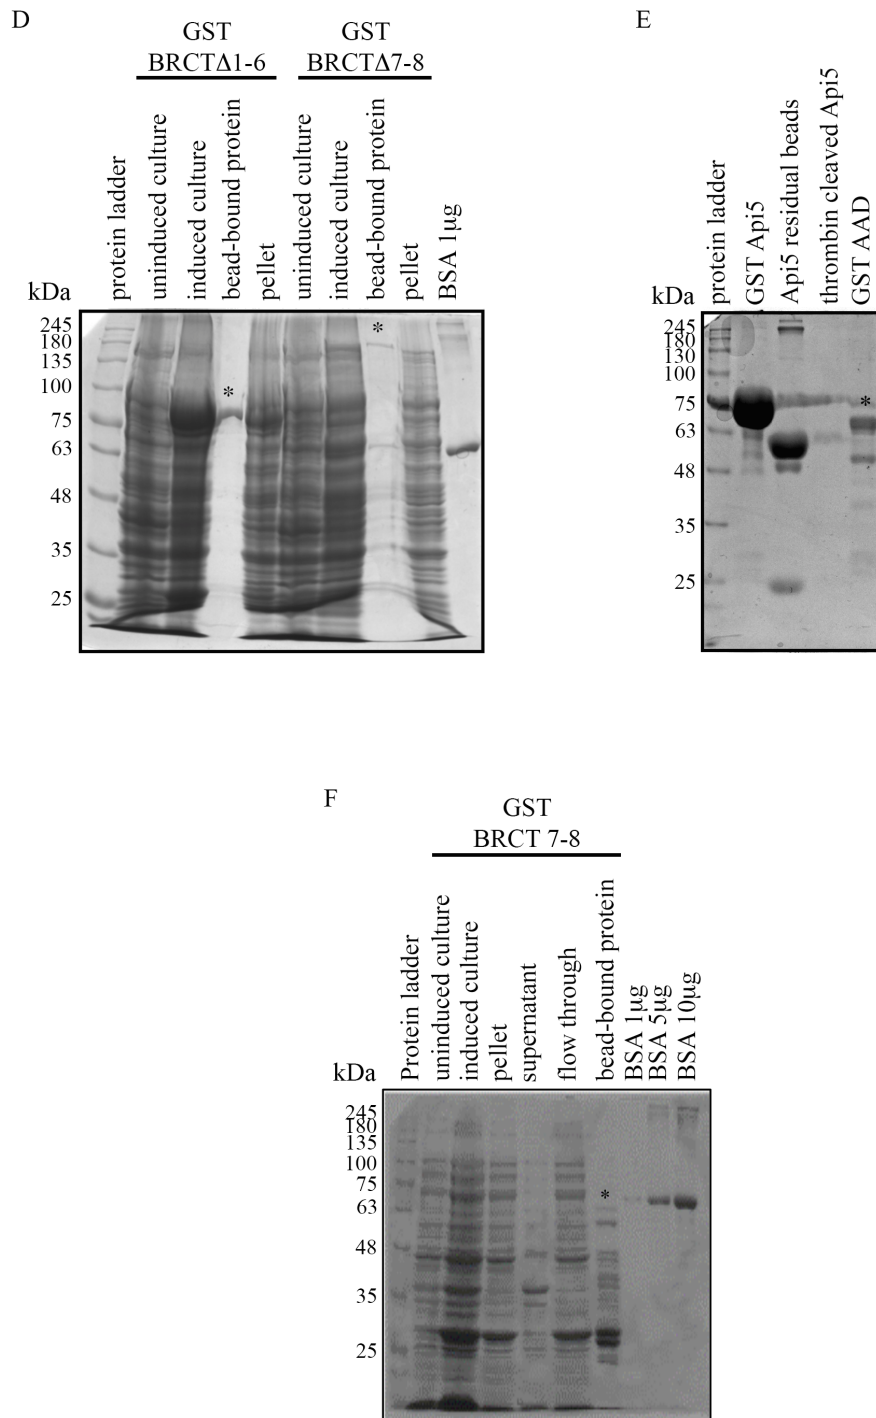 D
GST
BRCTΔ1-6
GST
BRCTΔ7-8
protein ladder
uninduced culture
induced culture
bead-bound protein
pellet
uninduced culture
induced culture
bead-bound protein
pellet
BSA 1µg
kDa
245
180
135
100
75
63
48
35
25
*
*
E
protein ladder
GST Api5
Api5 residual beads
thrombin cleaved Api5
GST AAD
kDa
245
180
130
100
75
63
48
35
25
*
F
GST
BRCT 7-8
Protein ladder
uninduced culture
induced culture
pellet
supernatant
flow through
bead-bound protein
BSA 1µg
BSA 5µg
BSA 10µg
kDa
245
180
135
100
75
63
48
35
25
*